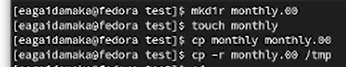 [eagaidamaka@fedora test]$ mkdir monthly.00
[eagaidamaka@fedora test]$ touch monthly
[eagaidamaka@fedora test]$ cp monthly monthly.00
[eagaidamaka@fedora test]$ cp -r monthly.00 /tmp